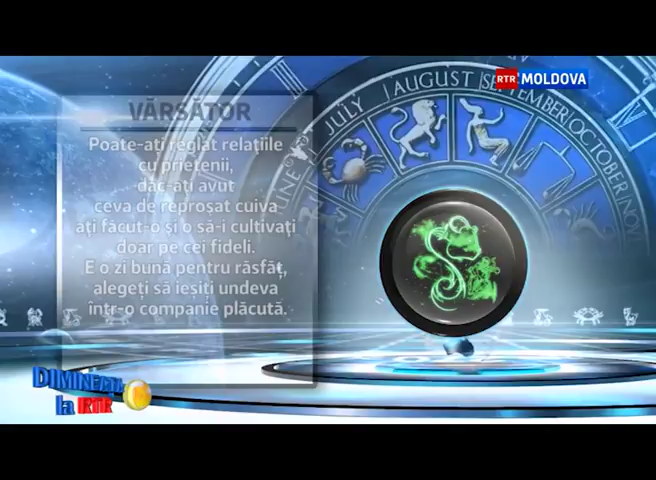 RTR MOLDOVA
VĂRSĂTOR
Poate-ați reglat relațiile
cu prietenii,
dac-ați avut
ceva de reproșat cuiva
ați făcut-o și o să-i cultivați
doar pe cei fideli.
E o zi bună pentru răsfăț,
alegeți să ieșiți undeva
într-o companie plăcută.
JUNE JULY AUGUST SEPTEMBER OCTOBER NOV
DIMINEAȚA
la RTR